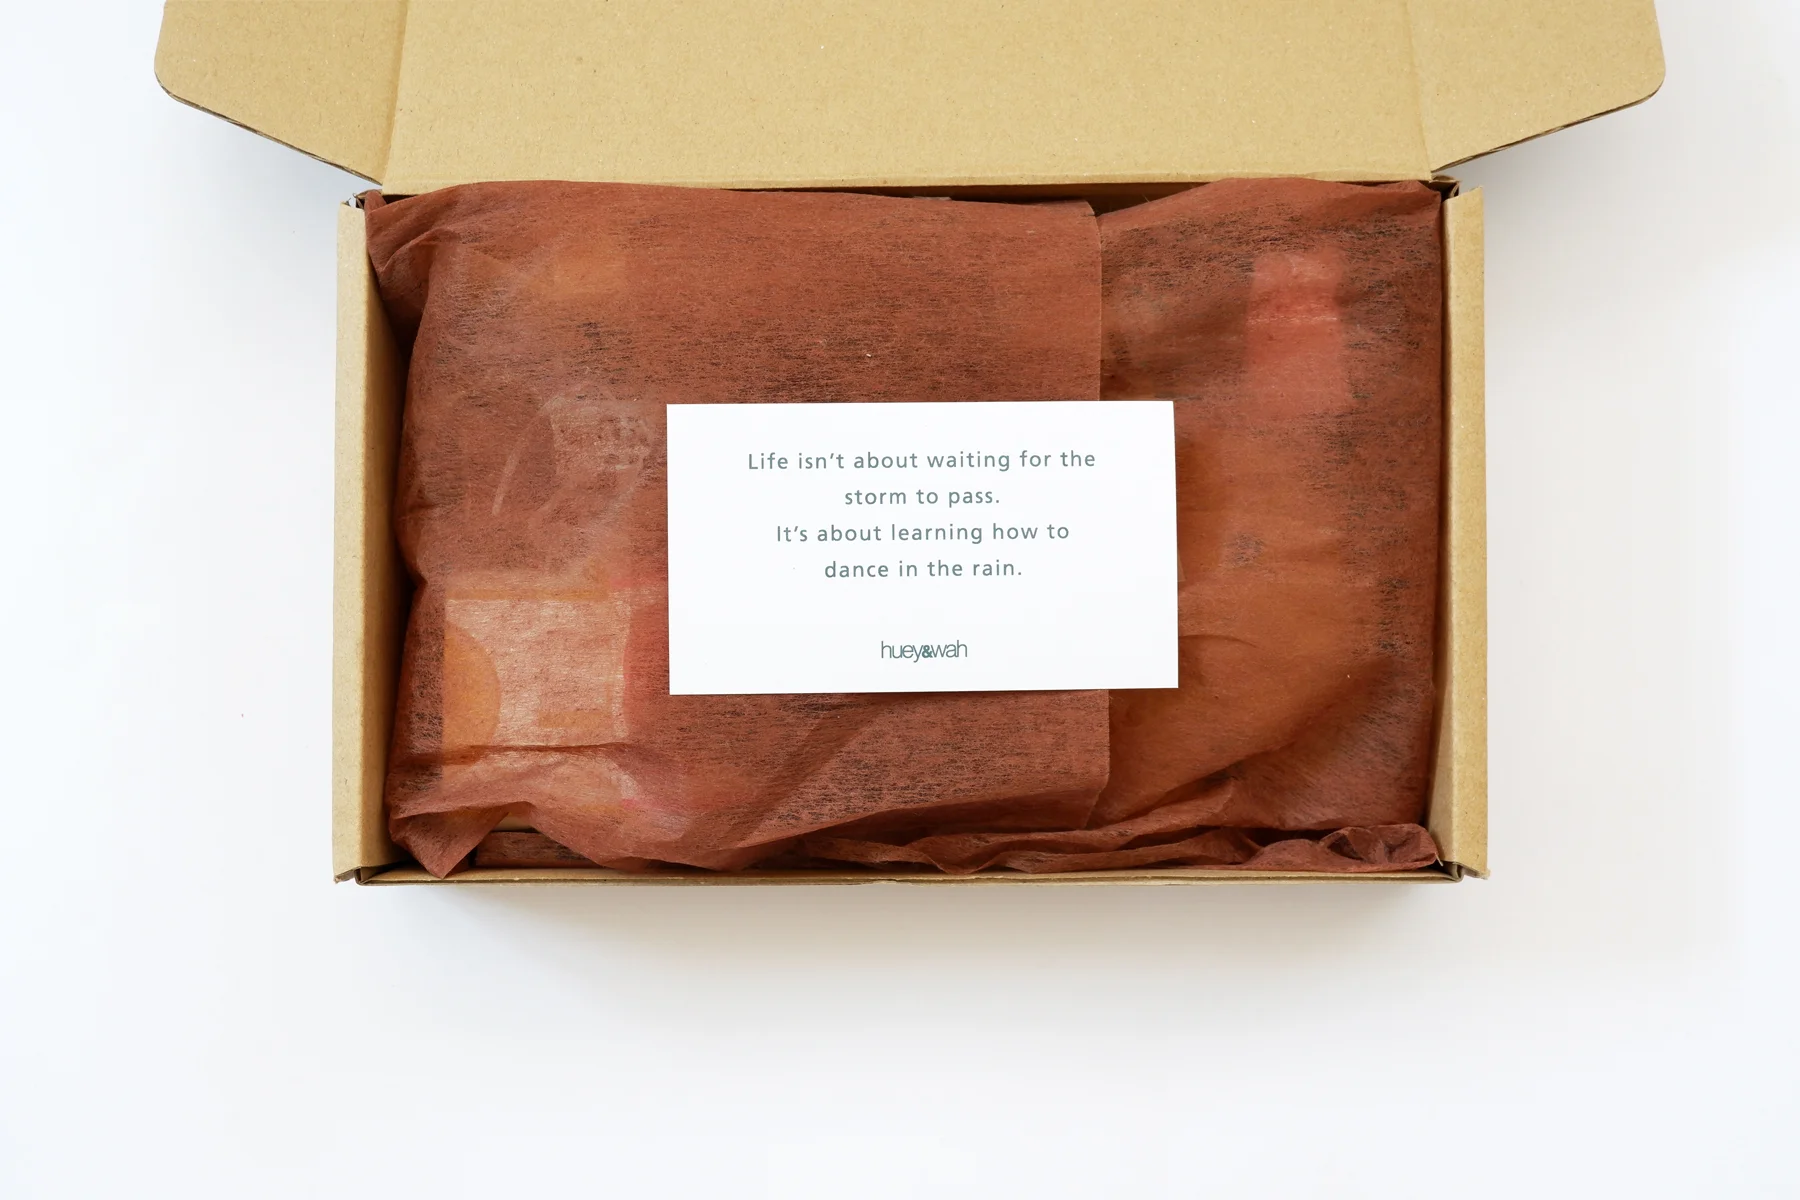 Life isn’t about waiting for the
storm to pass.
It’s about learning how to
dance in the rain.
huey&wah